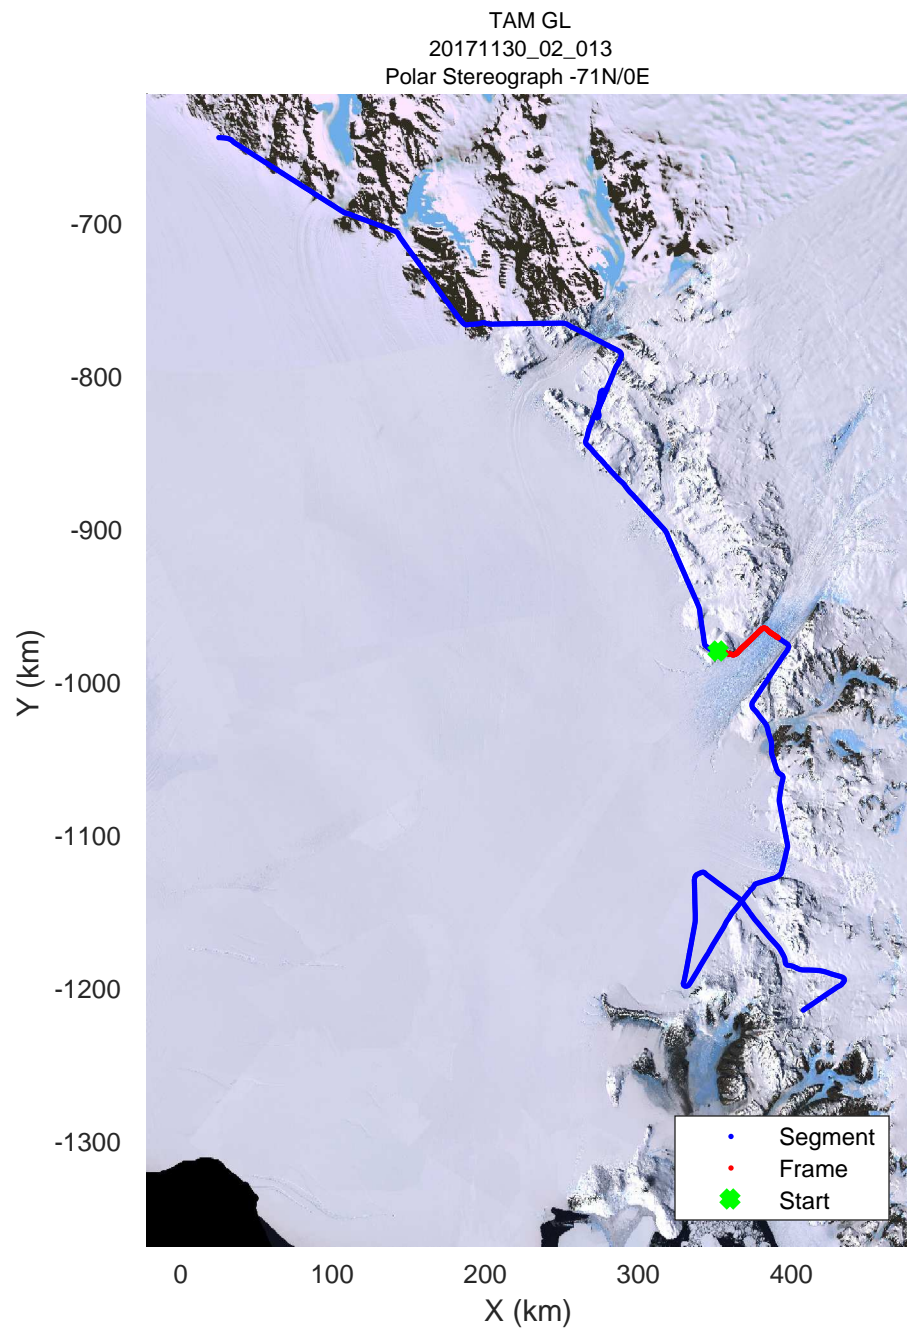 TAM GL
20171130_02_013
Polar Stereograph -71N/0E
-700
-800
-900
-1000
-1100
-1200
-1300
Y (km)
Segment
Frame
Start
0 100 200 300 400
X (km)